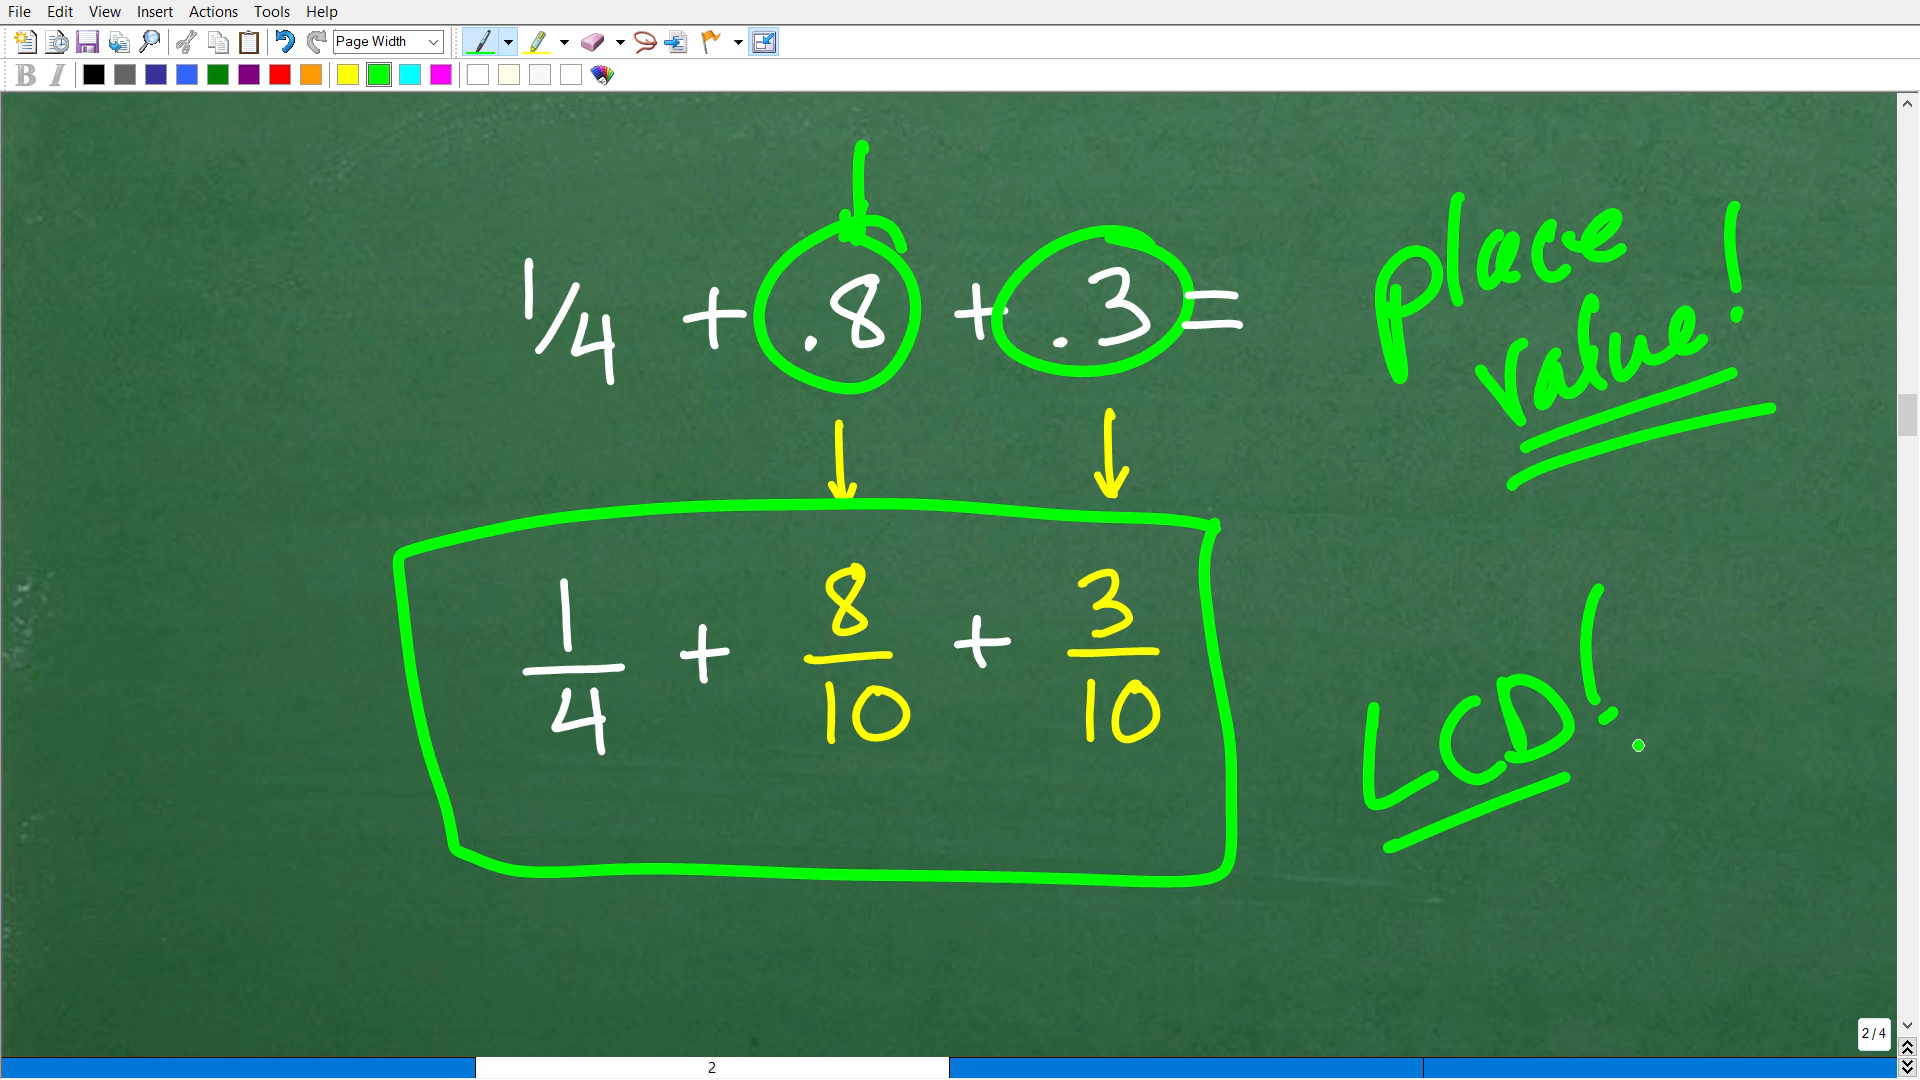 File Edit View Insert Actions Tools Help
Page Width
B I
1/4 + .8 + .3 =
place
value!
1/4 + 8/10 + 3/10
LCD!
2 / 4
2